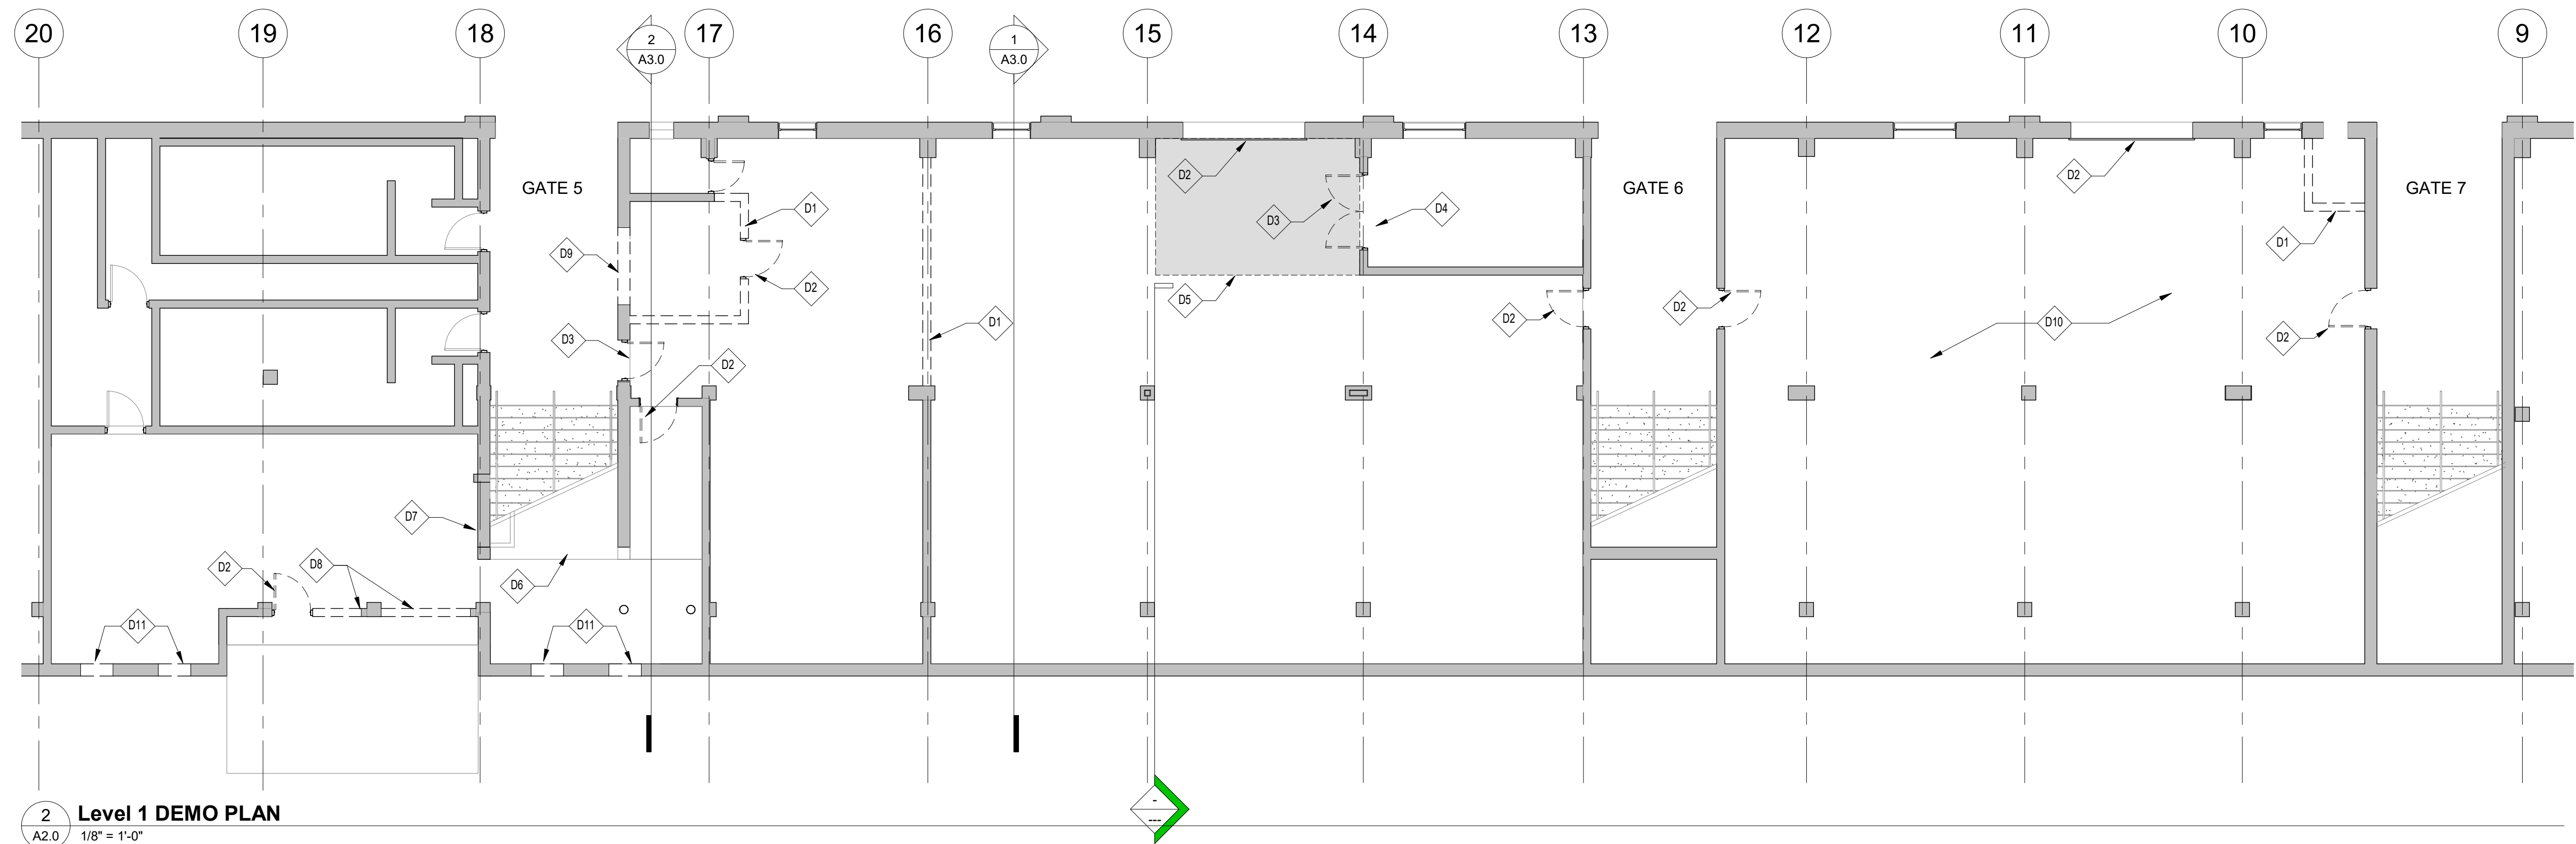 20
19
18
2
A3.0
17
16
1
A3.0
15
14
13
12
11
10
9
GATE 5
GATE 6
GATE 7
D2
D2
D1
D3
D4
D1
D9
D2
D5
D2
D2
D1
D10
D2
D3
D2
D7
D2
D8
D6
D11
D11
2
A2.0
Level 1 DEMO PLAN
1/8" = 1'-0"
-
---